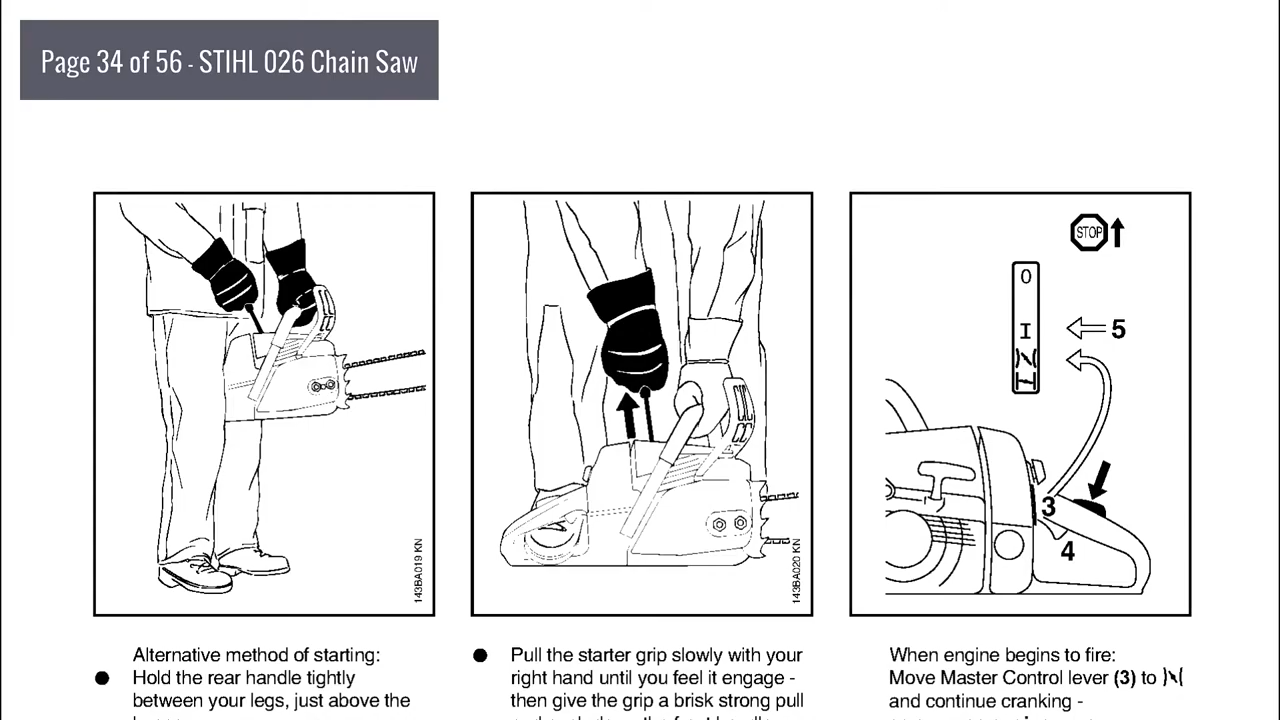 Page 34 of 56 - STIHL 026 Chain Saw
143BA019 KN
143BA020 KN
STOP
0
I
5
3
4
Alternative method of starting:
● Hold the rear handle tightly
between your legs, just above the
● Pull the starter grip slowly with your
right hand until you feel it engage -
then give the grip a brisk strong pull
When engine begins to fire:
Move Master Control lever (3) to
and continue cranking -